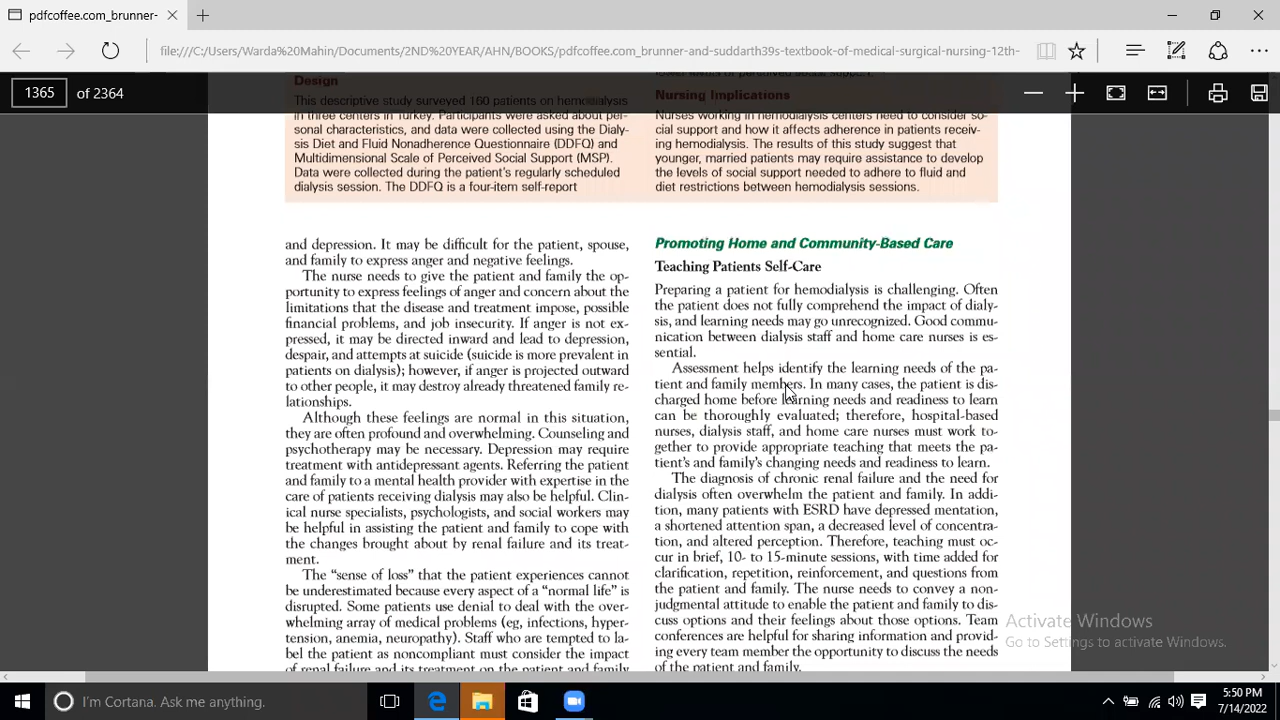 pdfcoffee.com_brunner-
file:///C:/Users/Warda%20Mahin/Documents/2ND%20YEAR/AHN/BOOKS/pdfcoffee.com_brunner-and-suddarth39s-textbook-of-medical-surgical-nursing-12th-
1365 of 2364
Design
This descriptive study surveyed 160 patients on hemodialysis
in three centers in Turkey. Participants were asked about per-
sonal characteristics, and data were collected using the Dialy-
sis Diet and Fluid Nonadherence Questionnaire (DDFQ) and
Multidimensional Scale of Perceived Social Support (MSP).
Data were collected during the patient's regularly scheduled
dialysis session. The DDFQ is a four-item self-report
lower levels of perceived social support.
Nursing Implications
Nurses working in hemodialysis centers need to consider so-
cial support and how it affects adherence in patients receiv-
ing hemodialysis. The results of this study suggest that
younger, married patients may require assistance to develop
the levels of social support needed to adhere to fluid and
diet restrictions between hemodialysis sessions.
and depression. It may be difficult for the patient, spouse,
and family to express anger and negative feelings.
The nurse needs to give the patient and family the op-
portunity to express feelings of anger and concern about the
limitations that the disease and treatment impose, possible
financial problems, and job insecurity. If anger is not ex-
pressed, it may be directed inward and lead to depression,
despair, and attempts at suicide (suicide is more prevalent in
patients on dialysis); however, if anger is projected outward
to other people, it may destroy already threatened family re-
lationships.
Although these feelings are normal in this situation,
they are often profound and overwhelming. Counseling and
psychotherapy may be necessary. Depression may require
treatment with antidepressant agents. Referring the patient
and family to a mental health provider with expertise in the
care of patients receiving dialysis may also be helpful. Clin-
ical nurse specialists, psychologists, and social workers may
be helpful in assisting the patient and family to cope with
the changes brought about by renal failure and its treat-
ment.
The “sense of loss” that the patient experiences cannot
be underestimated because every aspect of a “normal life” is
disrupted. Some patients use denial to deal with the over-
whelming array of medical problems (eg, infections, hyper-
tension, anemia, neuropathy). Staff who are tempted to la-
bel the patient as noncompliant must consider the impact
of renal failure and its treatment on the patient and family
Promoting Home and Community-Based Care
Teaching Patients Self-Care
Preparing a patient for hemodialysis is challenging. Often
the patient does not fully comprehend the impact of dialy-
sis, and learning needs may go unrecognized. Good commu-
nication between dialysis staff and home care nurses is es-
sential.
Assessment helps identify the learning needs of the pa-
tient and family members. In many cases, the patient is dis-
charged home before learning needs and readiness to learn
can be thoroughly evaluated; therefore, hospital-based
nurses, dialysis staff, and home care nurses must work to-
gether to provide appropriate teaching that meets the pa-
tient's and family's changing needs and readiness to learn.
The diagnosis of chronic renal failure and the need for
dialysis often overwhelm the patient and family. In addi-
tion, many patients with ESRD have depressed mentation,
a shortened attention span, a decreased level of concentra-
tion, and altered perception. Therefore, teaching must oc-
cur in brief, 10- to 15-minute sessions, with time added for
clarification, repetition, reinforcement, and questions from
the patient and family. The nurse needs to convey a non-
judgmental attitude to enable the patient and family to dis-
cuss options and their feelings about those options. Team
conferences are helpful for sharing information and provid-
ing every team member the opportunity to discuss the needs
of the patient and family.
Activate Windows
Go to Settings to activate Windows.
I'm Cortana. Ask me anything.
5:50 PM
7/14/2022